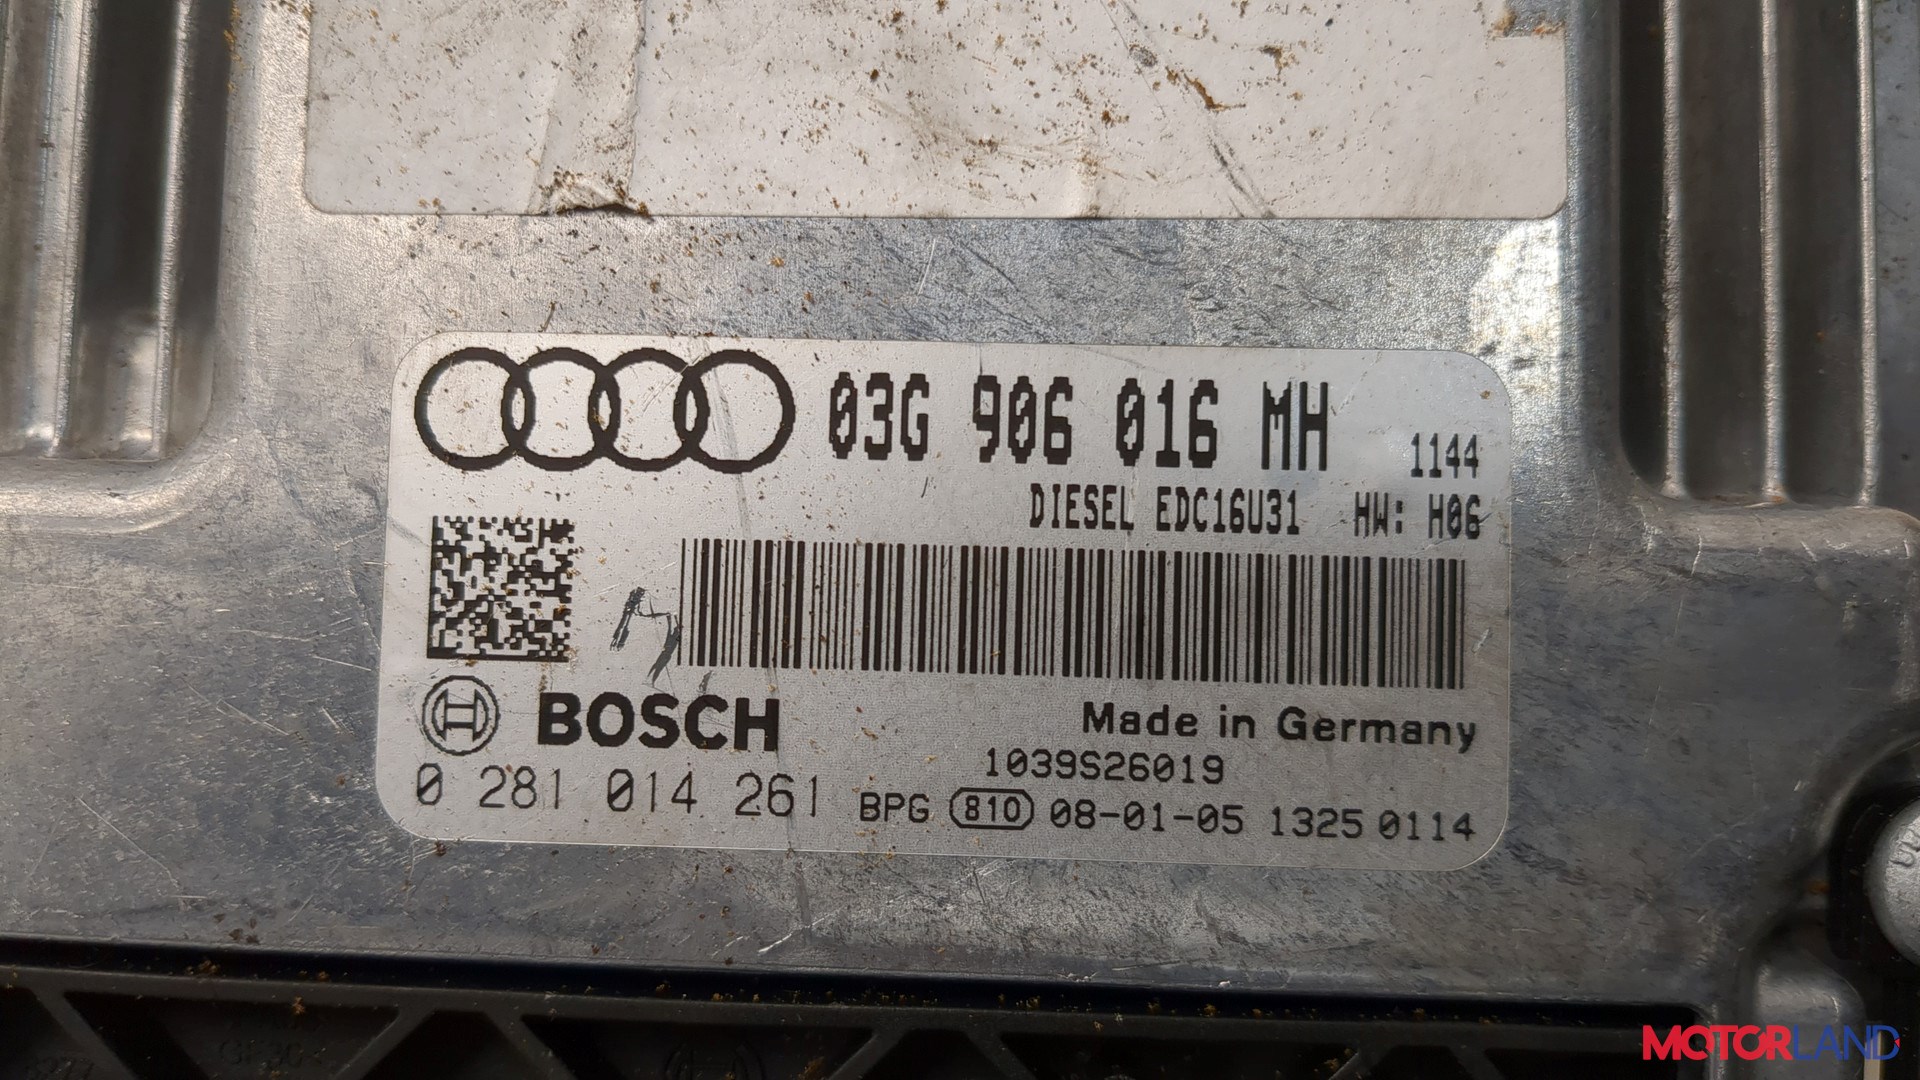 03G 906 016 MH 1144
DIESEL EDC16U31 HW: H06
BOSCH
Made in Germany
1039S26019
0 281 014 261 BPG 810 08-01-05 1325 0114
MOTORLAND